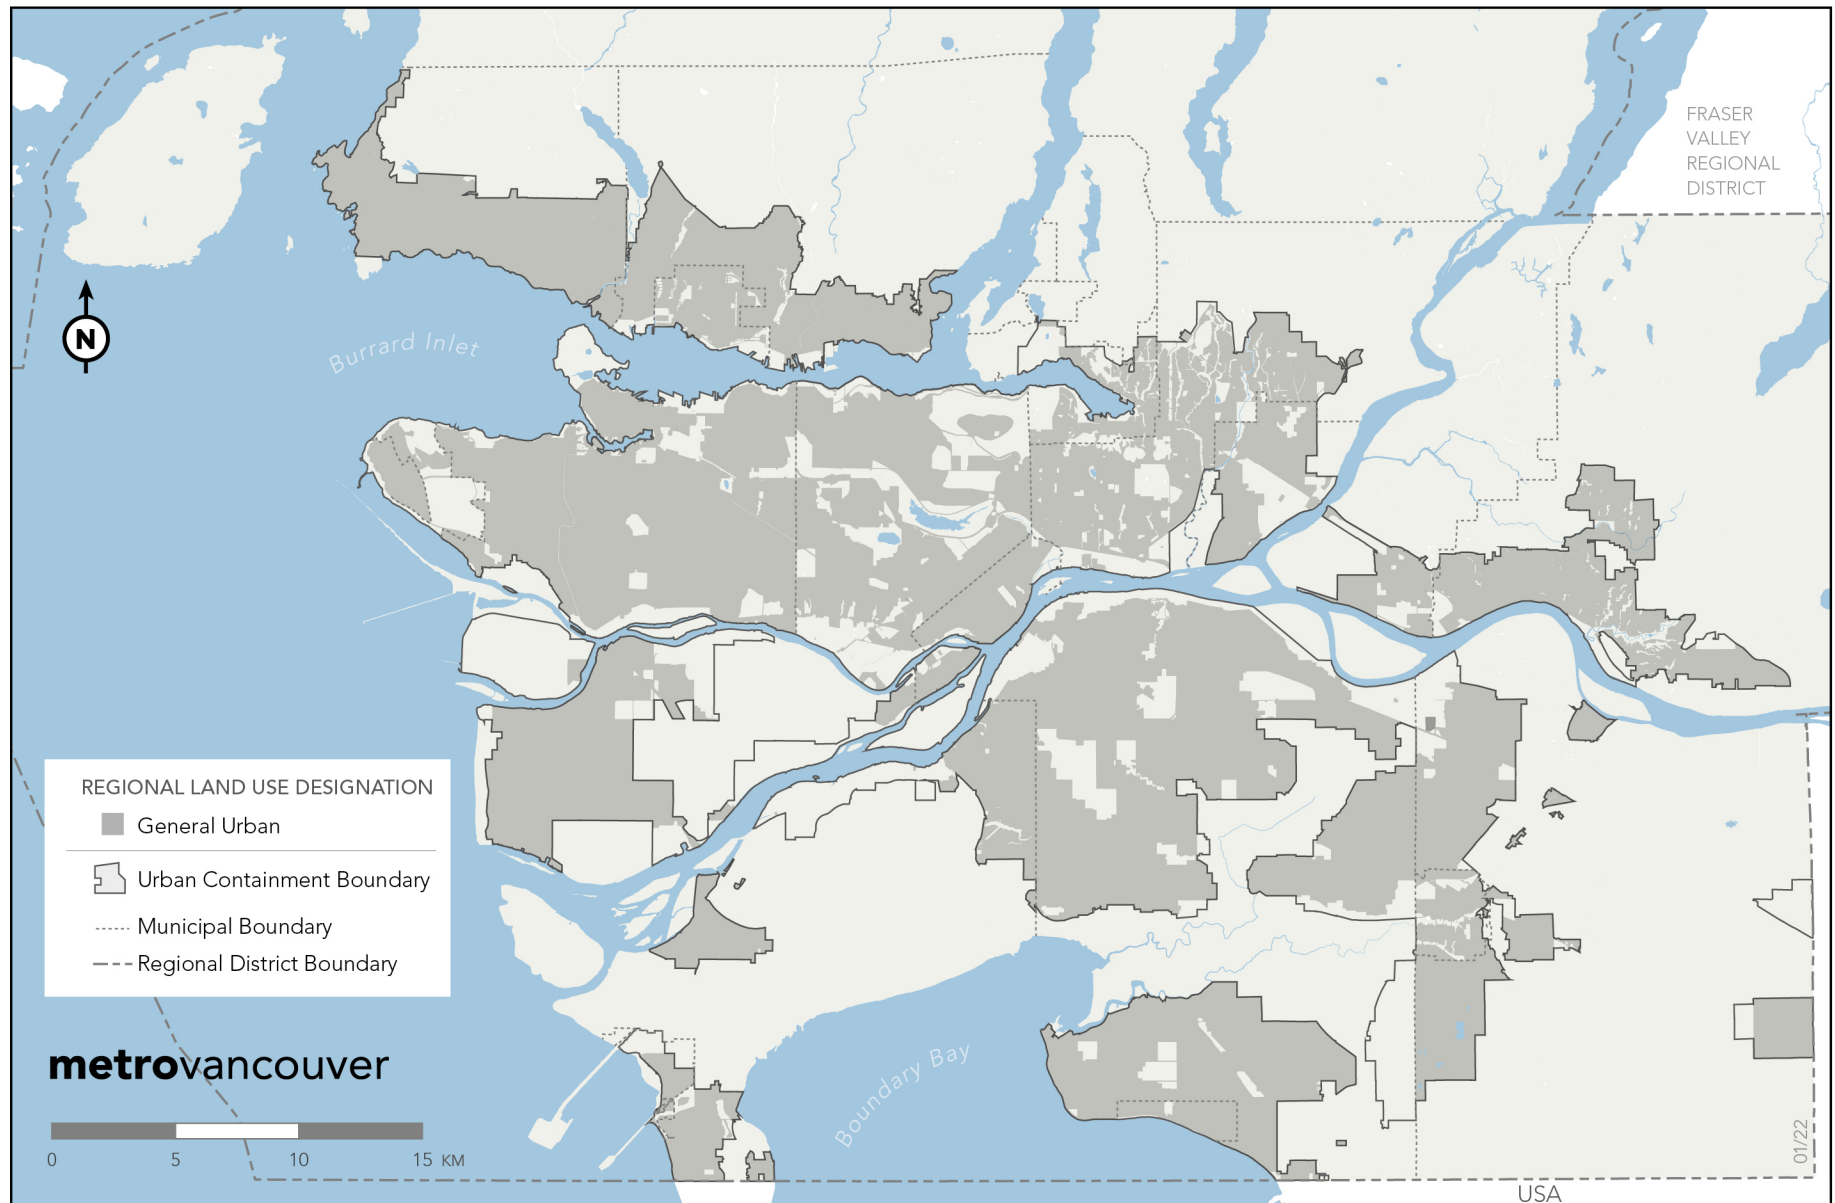 FRASER
VALLEY
REGIONAL
DISTRICT
N
Burrard Inlet
REGIONAL LAND USE DESIGNATION
General Urban
Urban Containment Boundary
Municipal Boundary
Regional District Boundary
metrovancouver
Boundary Bay
0 5 10 15 KM
01/22
USA